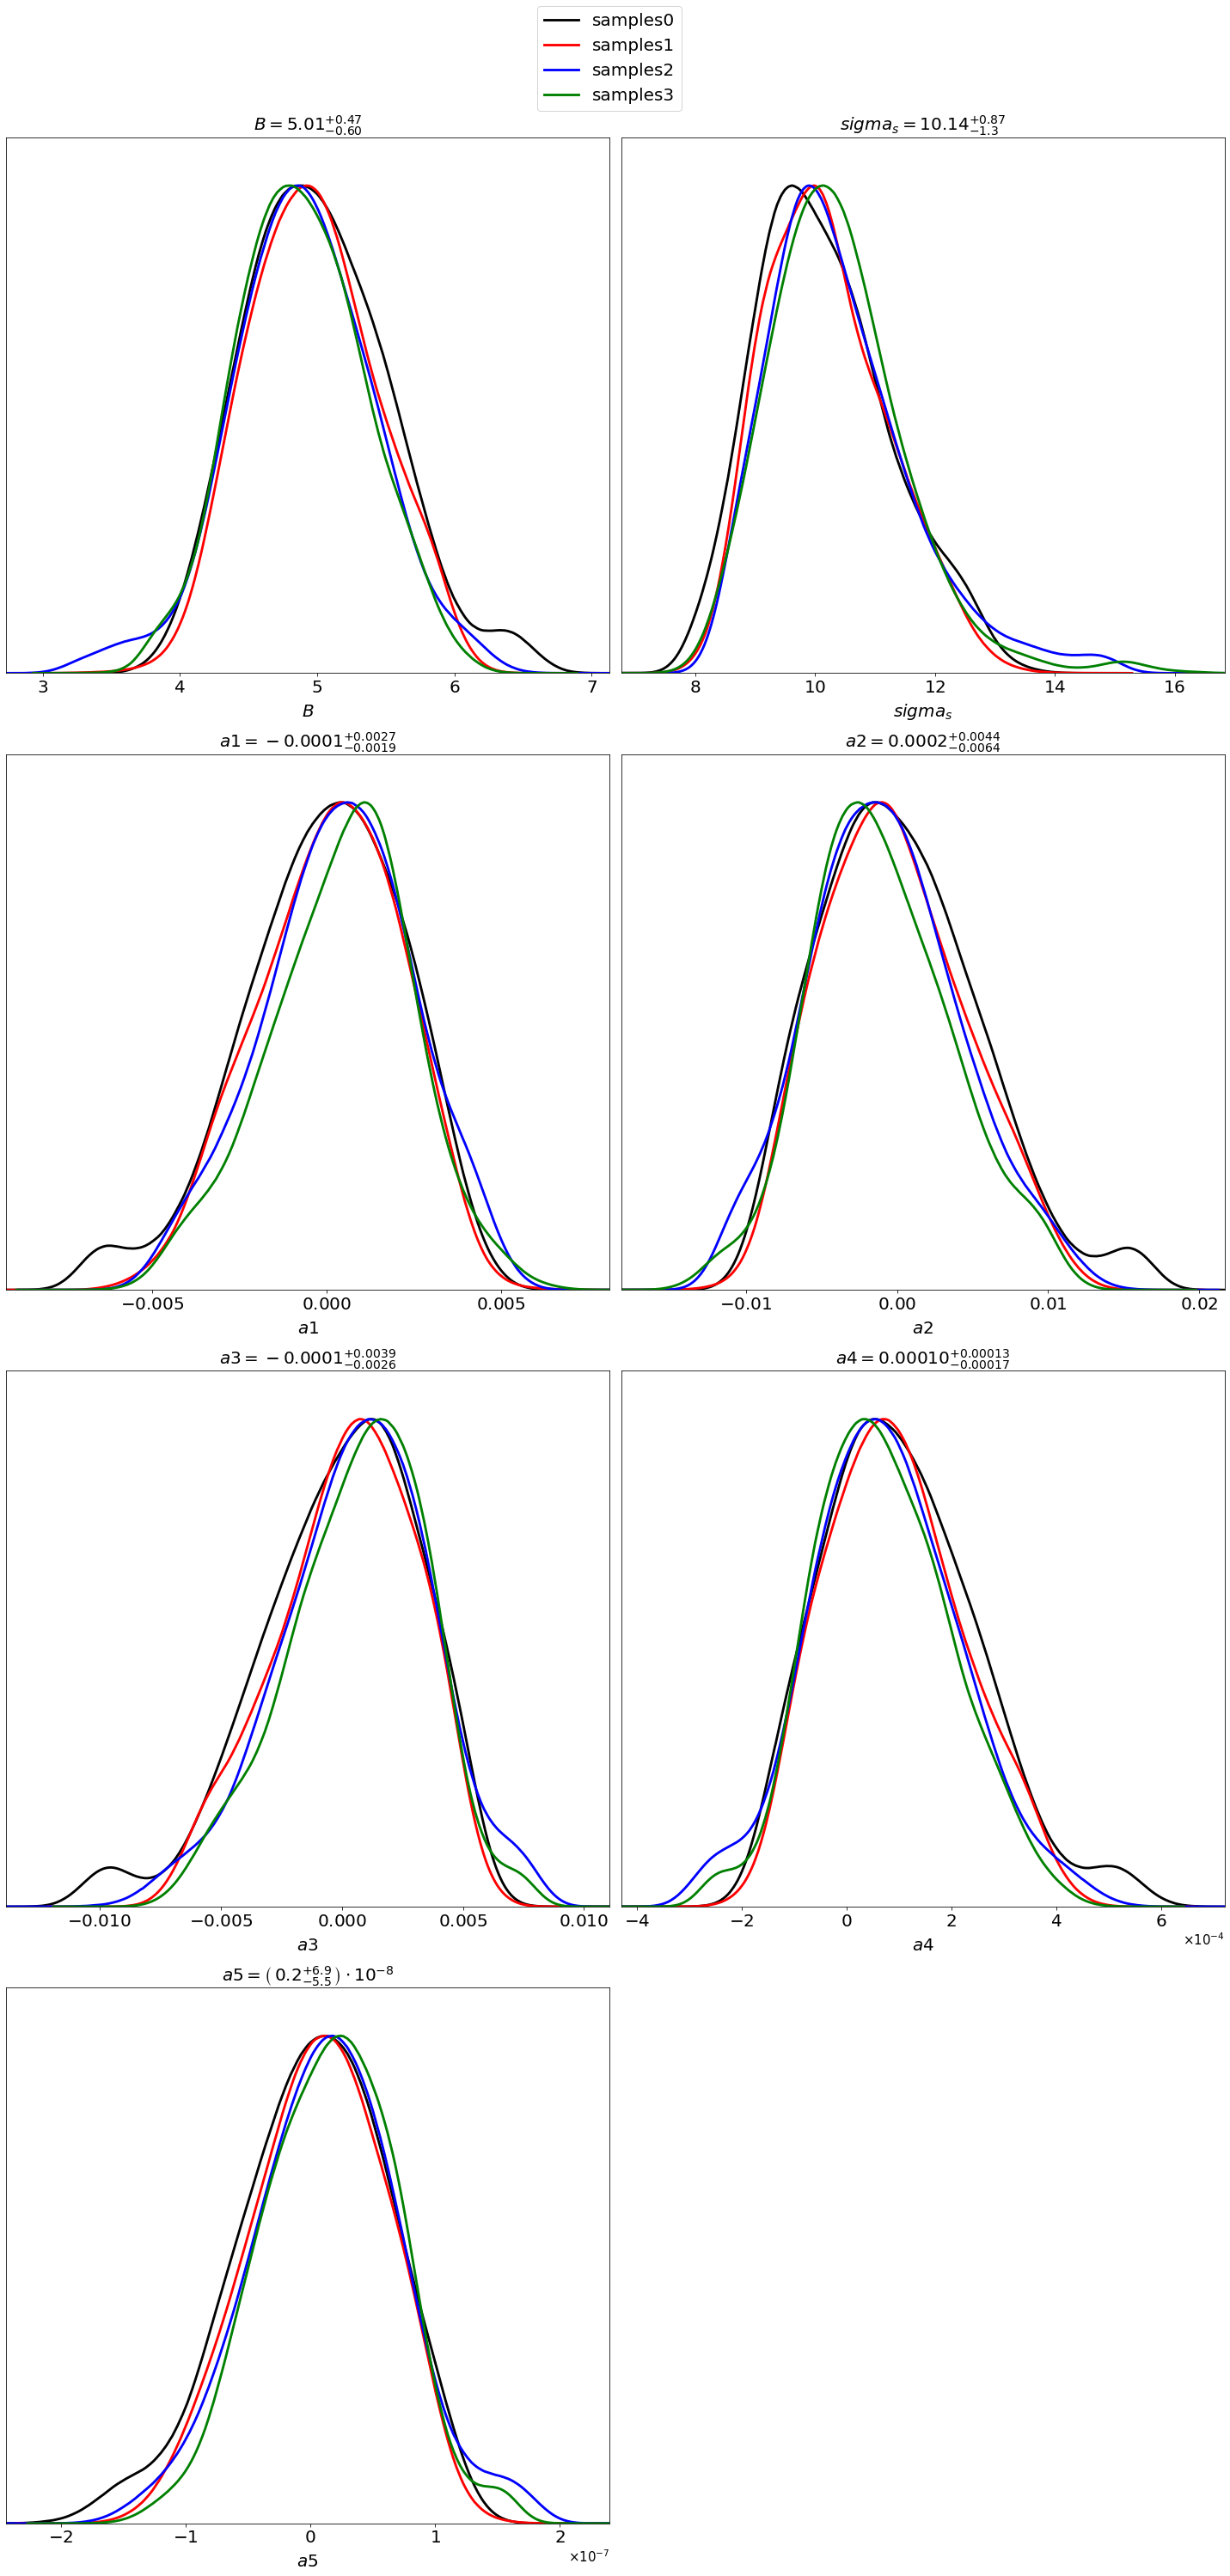 samples0
samples1
samples2
samples3
B = 5.01^{+0.47}_{−0.60}
sigma_s = 10.14^{+0.87}_{−1.3}
3 4 5 6 7
8 10 12 14 16
B
sigma_s
a1 = −0.0001^{+0.0027}_{−0.0019}
a2 = 0.0002^{+0.0044}_{−0.0064}
−0.005 0.000 0.005
−0.01 0.00 0.01 0.02
a1
a2
a3 = −0.0001^{+0.0039}_{−0.0026}
a4 = 0.00010^{+0.00013}_{−0.00017}
−0.010 −0.005 0.000 0.005 0.010
−4 −2 0 2 4 6
×10^{−4}
a3
a4
a5 = (0.2^{+6.9}_{−5.5}) · 10^{−8}
−2 −1 0 1 2
×10^{−7}
a5